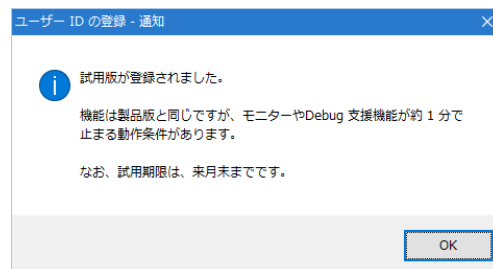 ユーザー ID の登録 - 通知
試用版が登録されました。
機能は製品版と同じですが、モニターやDebug 支援機能が約 1 分で
止まる動作条件があります。
なお、試用期限は、来月末までです。
OK